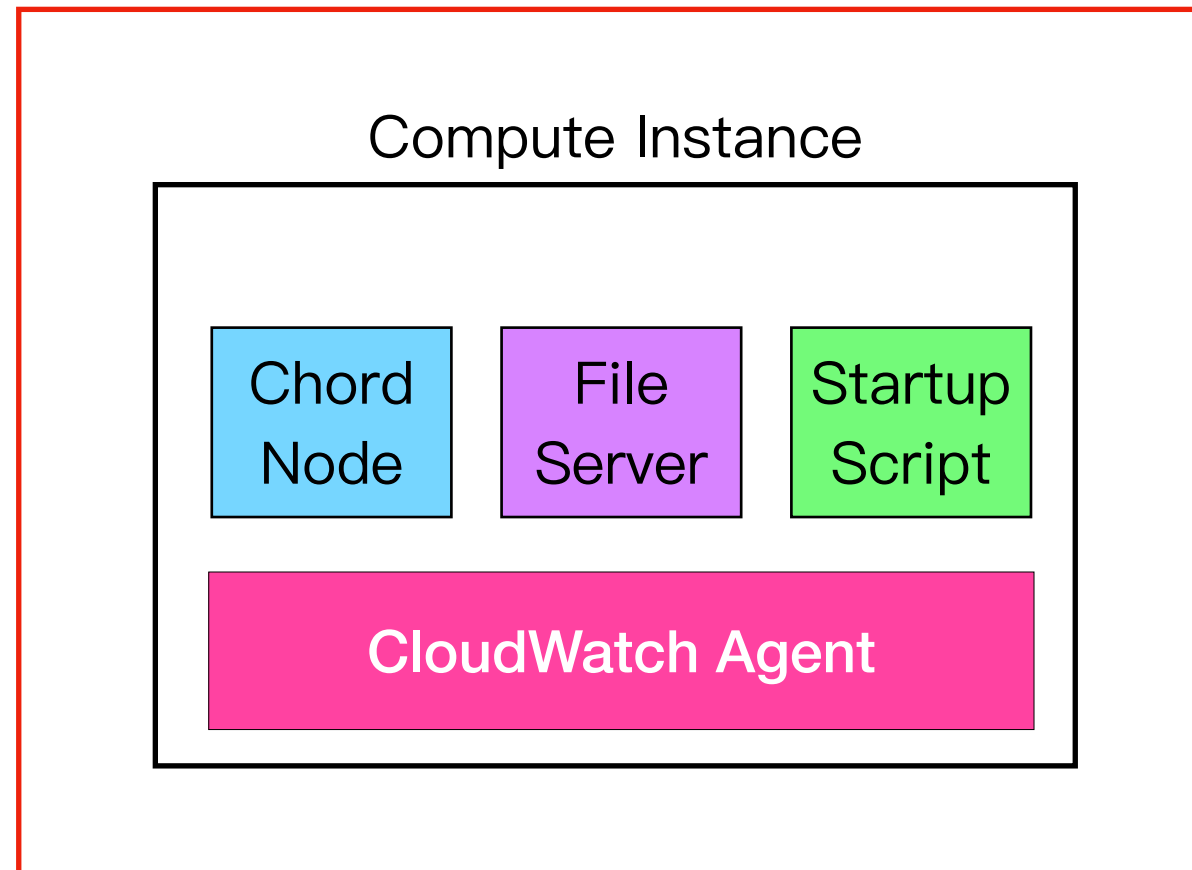 Compute Instance
Chord
Node
File
Server
Startup
Script
CloudWatch Agent